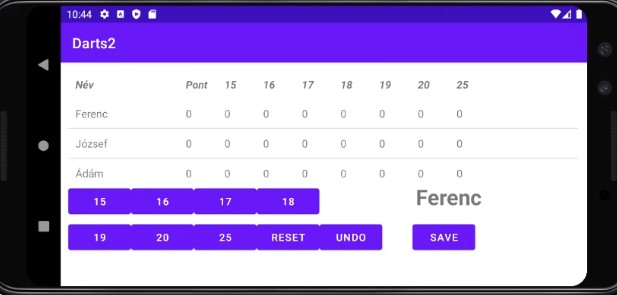 10:44
Darts2
Név Pont 15 16 17 18 19 20 25
Ferenc 0 0 0 0 0 0 0 0
József 0 0 0 0 0 0 0 0
Ádám 0 0 0 0 0 0 0 0
15 16 17 18 Ferenc
19 20 25 RESET UNDO SAVE